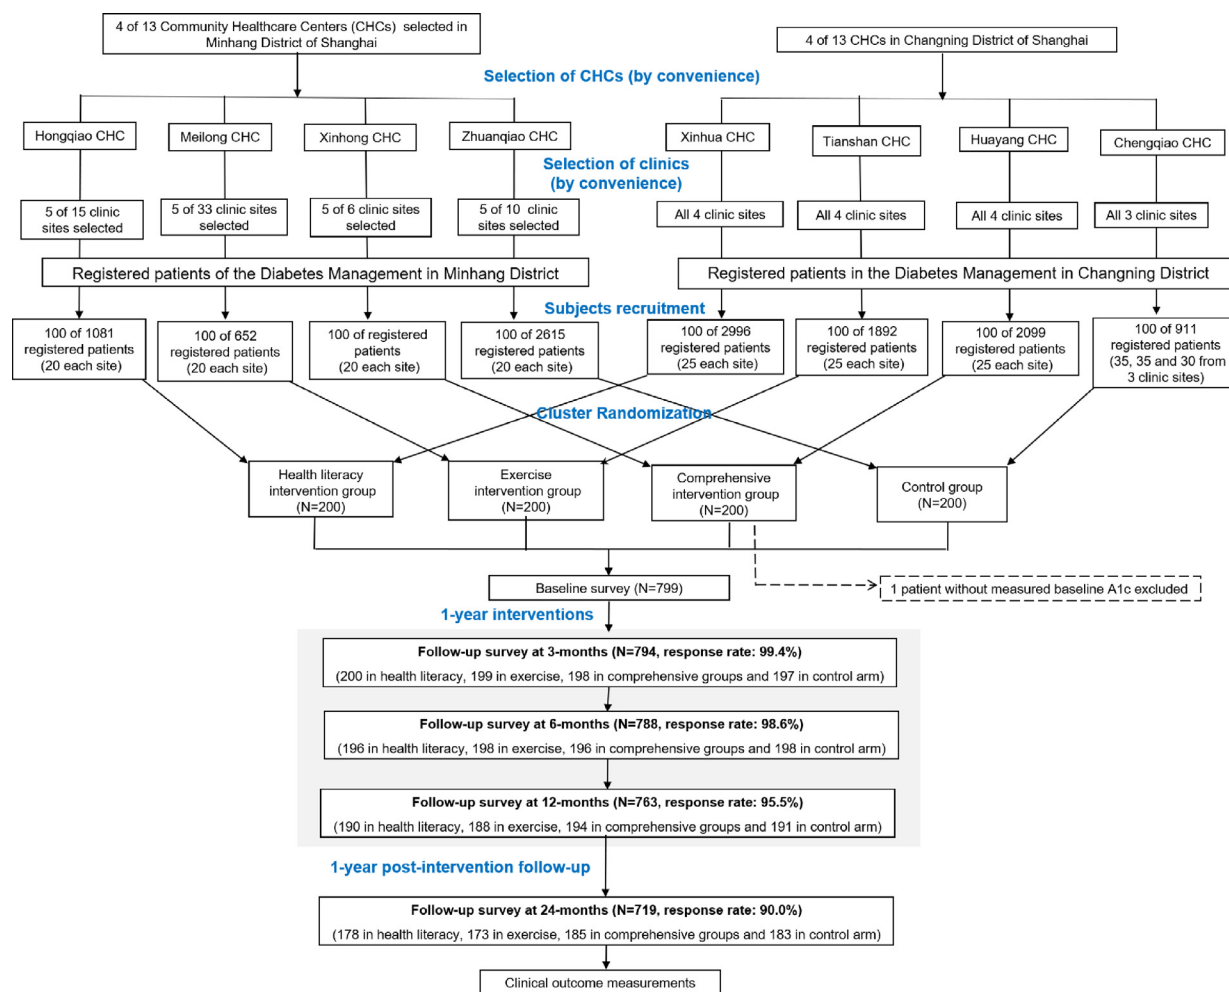 4 of 13 Community Healthcare Centers (CHCs) selected in
Minhang District of Shanghai
4 of 13 CHCs in Changning District of Shanghai
Selection of CHCs (by convenience)
Hongqiao CHC
Meilong CHC
Xinhong CHC
Zhuanqiao CHC
Xinhua CHC
Tianshan CHC
Huayang CHC
Chengqiao CHC
Selection of clinics
(by convenience)
5 of 15 clinic
sites selected
5 of 33 clinic sites
selected
5 of 6 clinic sites
selected
5 of 10 clinic
sites selected
All 4 clinic sites
All 4 clinic sites
All 4 clinic sites
All 3 clinic sites
Registered patients of the Diabetes Management in Minhang District
Registered patients in the Diabetes Management in Changning District
Subjects recruitment
100 of 1081
registered patients
(20 each site)
100 of 652
registered patients
(20 each site)
100 of registered
patients
(20 each site)
100 of 2615
registered patients
(20 each site)
100 of 2996
registered patients
(25 each site)
100 of 1892
registered patients
(25 each site)
100 of 2099
registered patients
(25 each site)
100 of 911
registered patients
(35, 35 and 30 from
3 clinic sites)
Cluster Randomization
Health literacy
intervention group
(N=200)
Exercise
intervention group
(N=200)
Comprehensive
intervention group
(N=200)
Control group
(N=200)
Baseline survey (N=799)
1 patient without measured baseline A1c excluded
1-year interventions
Follow-up survey at 3-months (N=794, response rate: 99.4%)
(200 in health literacy, 199 in exercise, 198 in comprehensive groups and 197 in control arm)
Follow-up survey at 6-months (N=788, response rate: 98.6%)
(196 in health literacy, 198 in exercise, 196 in comprehensive groups and 198 in control arm)
Follow-up survey at 12-months (N=763, response rate: 95.5%)
(190 in health literacy, 188 in exercise, 194 in comprehensive groups and 191 in control arm)
1-year post-intervention follow-up
Follow-up survey at 24-months (N=719, response rate: 90.0%)
(178 in health literacy, 173 in exercise, 185 in comprehensive groups and 183 in control arm)
Clinical outcome measurements